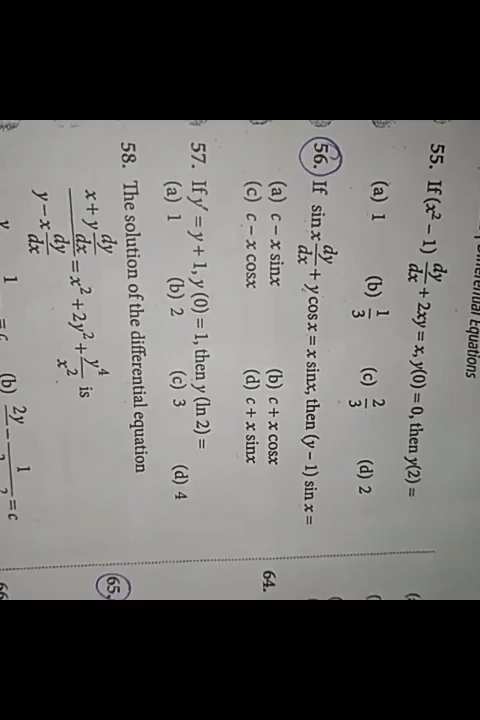 Differential Equations
55. If (x² − 1) dy/dx + 2xy = x, y(0) = 0, then y(2) =
(a) 1 (b) 1/3 (c) 2/3 (d) 2
56. If sin x dy/dx + y cos x = x sinx, then (y − 1) sin x =
(a) c − x sinx (b) c + x cosx
(c) c − x cosx (d) c + x sinx
57. If y′ = y + 1, y (0) = 1, then y (ln 2) =
(a) 1 (b) 2 (c) 3 (d) 4
58. The solution of the differential equation
(x + y dy/dx)/(y − x dy/dx) = x² + 2y² + y⁴/x² is
= c (b) 2y = c
64.
65.